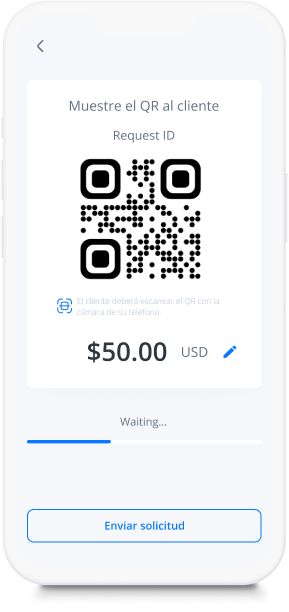 Muestre el QR al cliente
Request ID
El cliente deberá escanear el QR con la
cámara de su teléfono.
$50.00 USD
Waiting...
Enviar solicitud